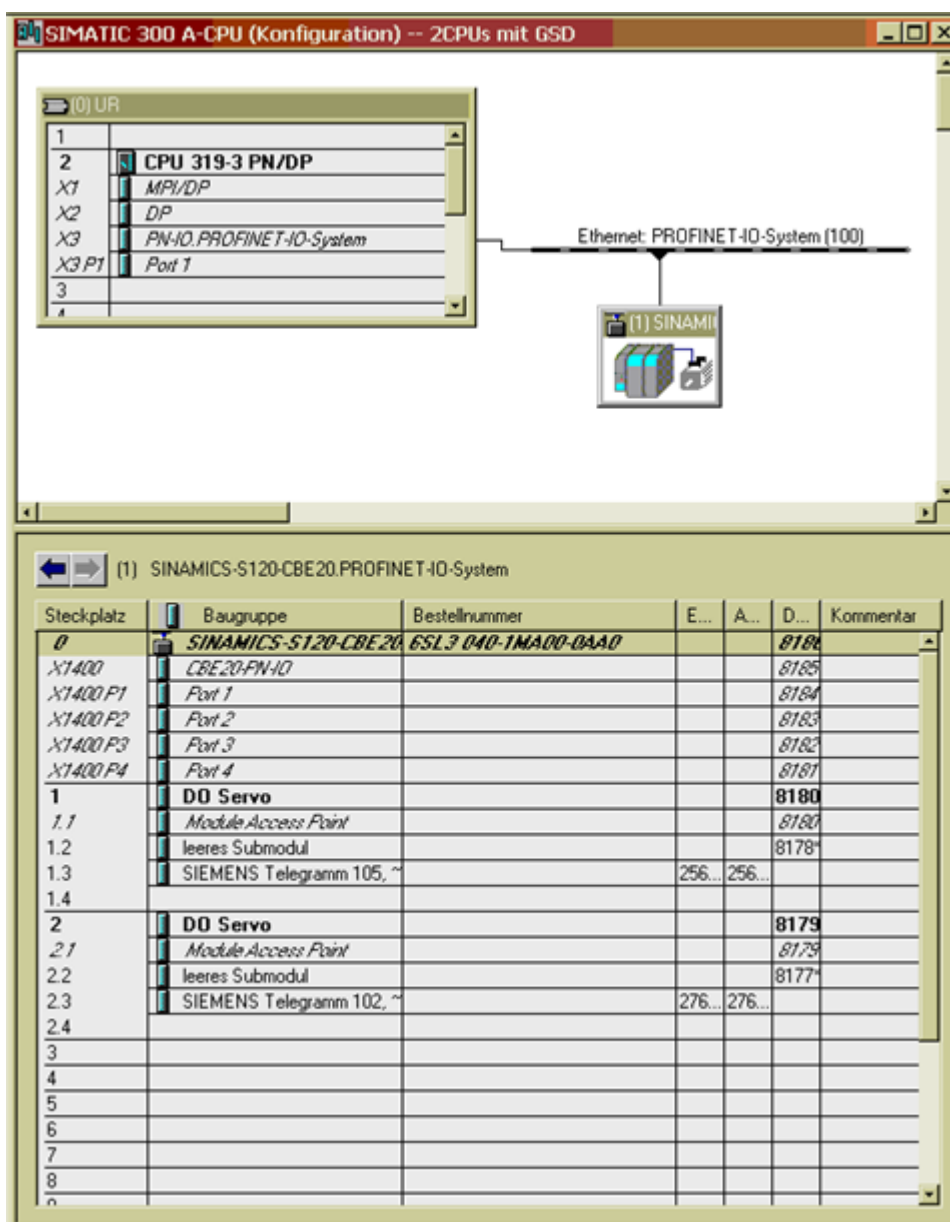 SIMATIC 300 A-CPU (Konfiguration) -- 2CPUs mit GSD
(0) UR
1
2 CPU 319-3 PN/DP
X1 MPI/DP
X2 DP
X3 PN-IO.PROFINET-IO-System
X3 P1 Port 1
3
4
Ethernet: PROFINET-IO-System (100)
(1) SINAMI
(1) SINAMICS-S120-CBE20.PROFINET-IO-System
Steckplatz Baugruppe Bestellnummer E... A... D... Kommentar
0 SINAMICS-S120-CBE20 6SL3 040-1MA00-0AA0 8186
X1400 CBE20-PN-IO 8185
X1400 P1 Port 1 8184
X1400 P2 Port 2 8183
X1400 P3 Port 3 8182
X1400 P4 Port 4 8181
1 DO Servo 8180
1.1 Module Access Point 8180
1.2 leeres Submodul 8178*
1.3 SIEMENS Telegramm 105, ~ 256... 256...
1.4
2 DO Servo 8179
2.1 Module Access Point 8179
2.2 leeres Submodul 8177*
2.3 SIEMENS Telegramm 102, ~ 276... 276...
2.4
3
4
5
6
7
8